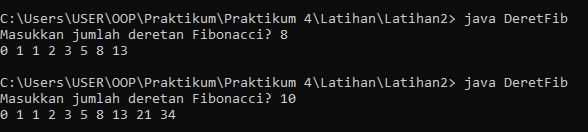 C:\Users\USER\OOP\Praktikum\Praktikum 4\Latihan\Latihan2> java DeretFib
Masukkan jumlah deretan Fibonacci? 8
0 1 1 2 3 5 8 13
C:\Users\USER\OOP\Praktikum\Praktikum 4\Latihan\Latihan2> java DeretFib
Masukkan jumlah deretan Fibonacci? 10
0 1 1 2 3 5 8 13 21 34